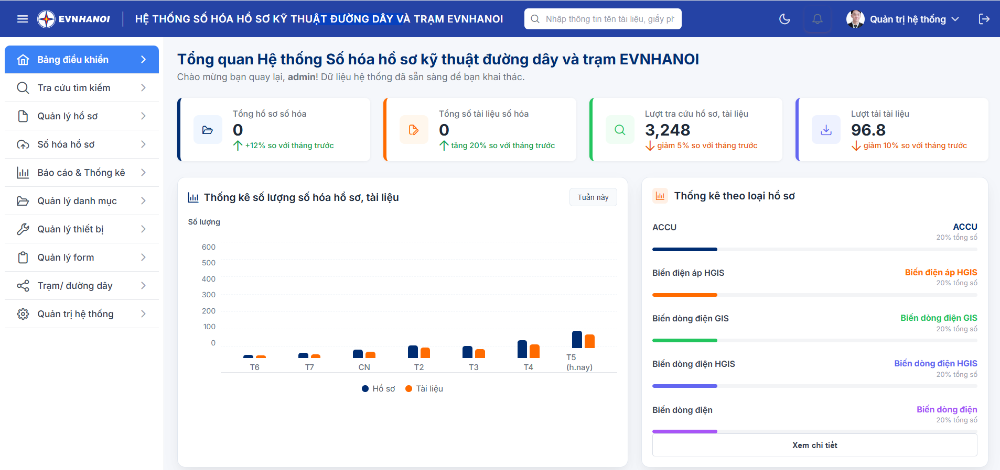 EVNHANOI
HỆ THỐNG SỐ HÓA HỒ SƠ KỸ THUẬT ĐƯỜNG DÂY VÀ TRẠM EVNHANOI
Nhập thông tin tên tài liệu, giấy ph
Quản trị hệ thống
Bảng điều khiển
Tra cứu tìm kiếm
Quản lý hồ sơ
Số hóa hồ sơ
Báo cáo & Thống kê
Quản lý danh mục
Quản lý thiết bị
Quản lý form
Trạm/ đường dây
Quản trị hệ thống
Tổng quan Hệ thống Số hóa hồ sơ kỹ thuật đường dây và trạm EVNHANOI
Chào mừng bạn quay lại, admin! Dữ liệu hệ thống đã sẵn sàng để bạn khai thác.
Tổng hồ sơ số hóa
0
+12% so với tháng trước
Tổng số tài liệu số hóa
0
tăng 20% so với tháng trước
Lượt tra cứu hồ sơ, tài liệu
3,248
giảm 5% so với tháng trước
Lượt tải tài liệu
96.8
giảm 10% so với tháng trước
Thống kê số lượng số hóa hồ sơ, tài liệu
Tuần này
Số lượng
600
500
400
300
200
100
0
T6
T7
CN
T2
T3
T4
T5
(h.nay)
Hồ sơ
Tài liệu
Thống kê theo loại hồ sơ
ACCU
ACCU
20% tổng số
Biến điện áp HGIS
Biến điện áp HGIS
20% tổng số
Biến dòng điện GIS
Biến dòng điện GIS
20% tổng số
Biến dòng điện HGIS
Biến dòng điện HGIS
20% tổng số
Biến dòng điện
Biến dòng điện
20% tổng số
Xem chi tiết